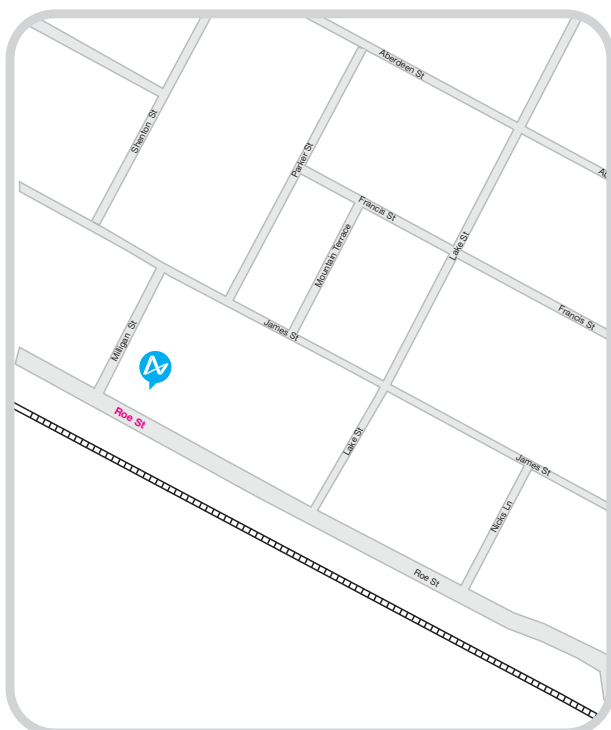 Aberdeen St
Shenton St
Parker St
Francis St
Mountain Terrace
Lake St
Francis St
James St
Milligan St
Roe St
Lake St
James St
Nicks Ln
Roe St